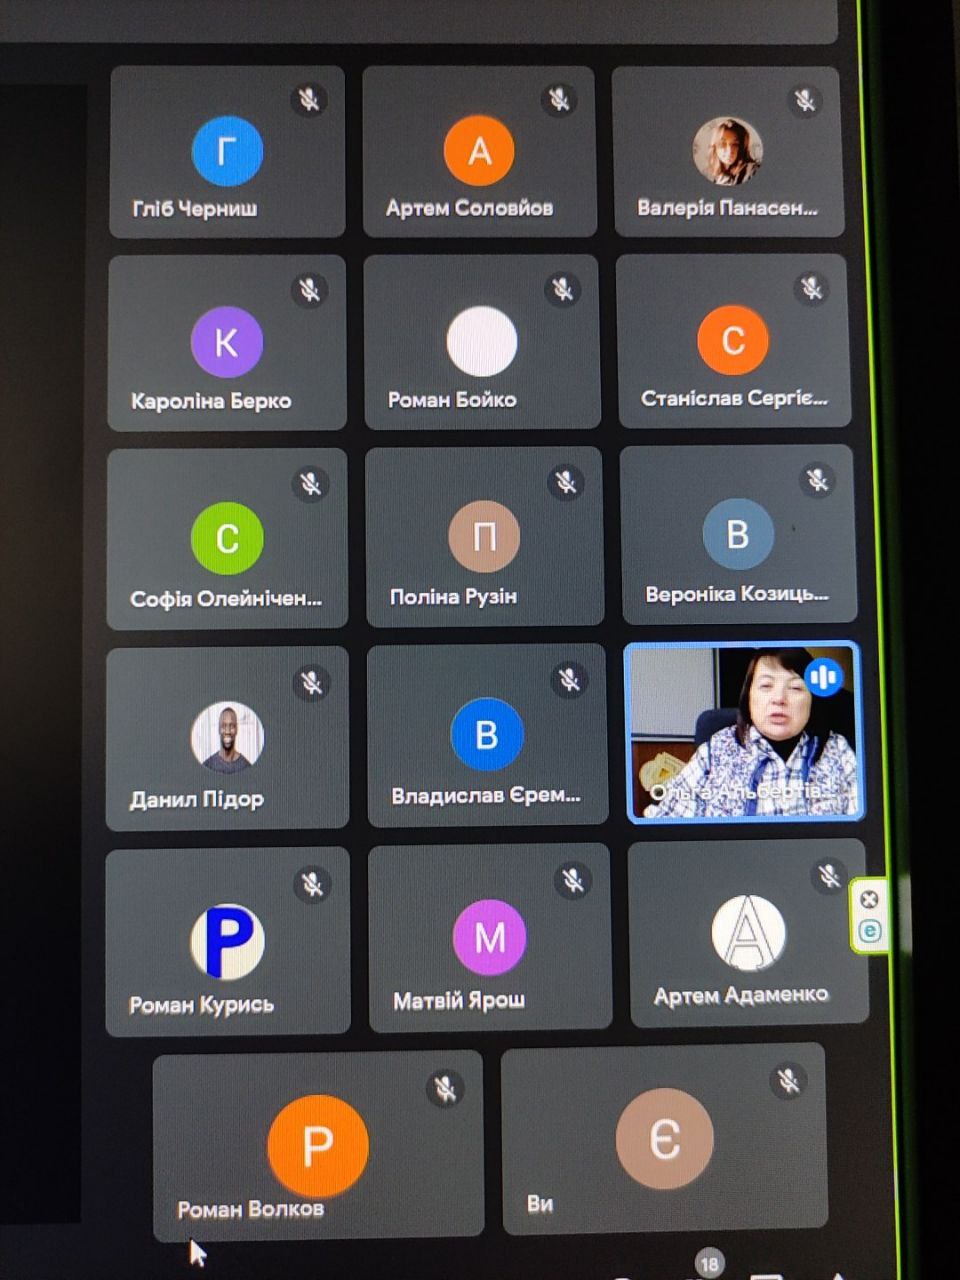 Г
Гліб Черниш
А
Артем Соловйов
Валерія Панасен...
К
Кароліна Берко
Роман Бойко
С
Станіслав Сергіє...
С
Софія Олейнічен...
П
Поліна Рузін
В
Вероніка Козиць...
Данил Підор
В
Владислав Єрем...
Ольга Альбертів...
Р
Роман Курись
М
Матвій Ярош
А
Артем Адаменко
e
Р
Роман Волков
Є
Ви
18